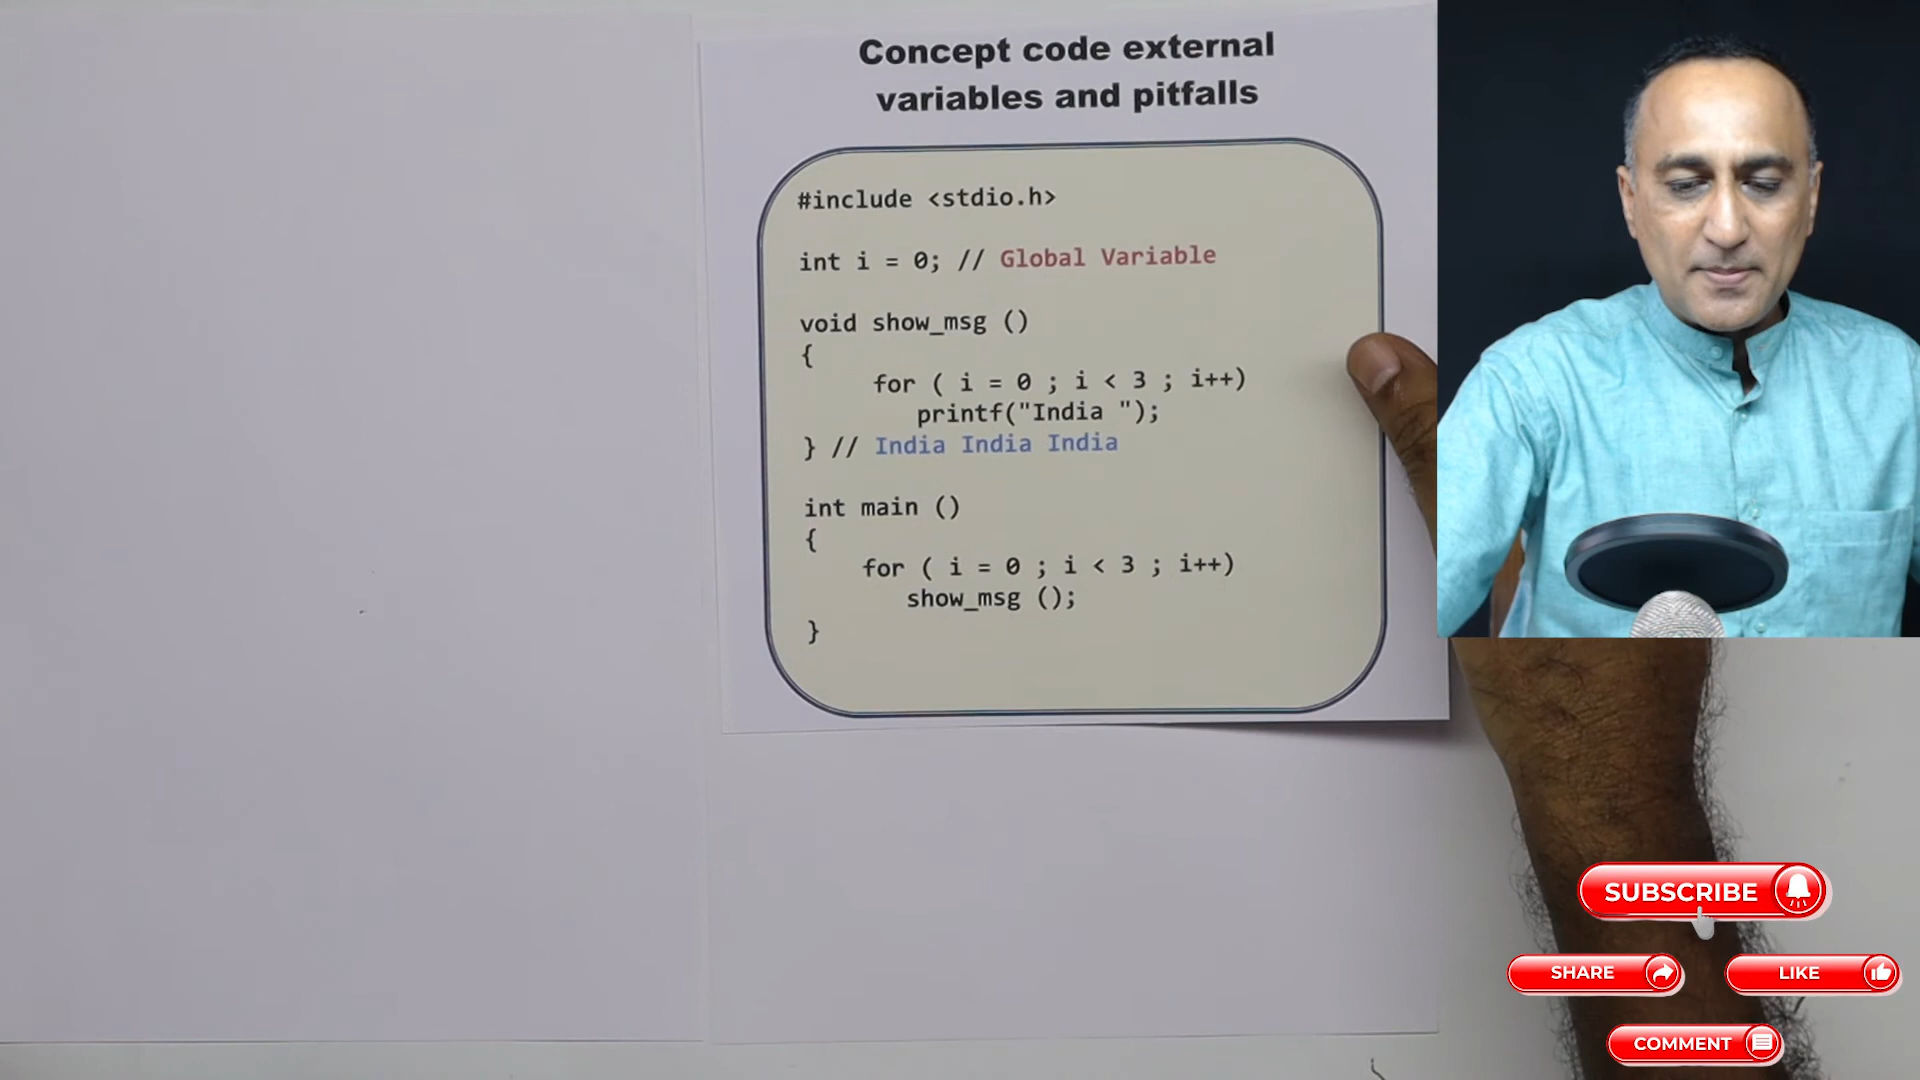 Concept code external
variables and pitfalls
#include <stdio.h>
int i = 0; // Global Variable
void show_msg ()
{
for ( i = 0 ; i < 3 ; i++)
printf("India ");
} // India India India
int main ()
{
for ( i = 0 ; i < 3 ; i++)
show_msg ();
}
SUBSCRIBE
SHARE
LIKE
COMMENT